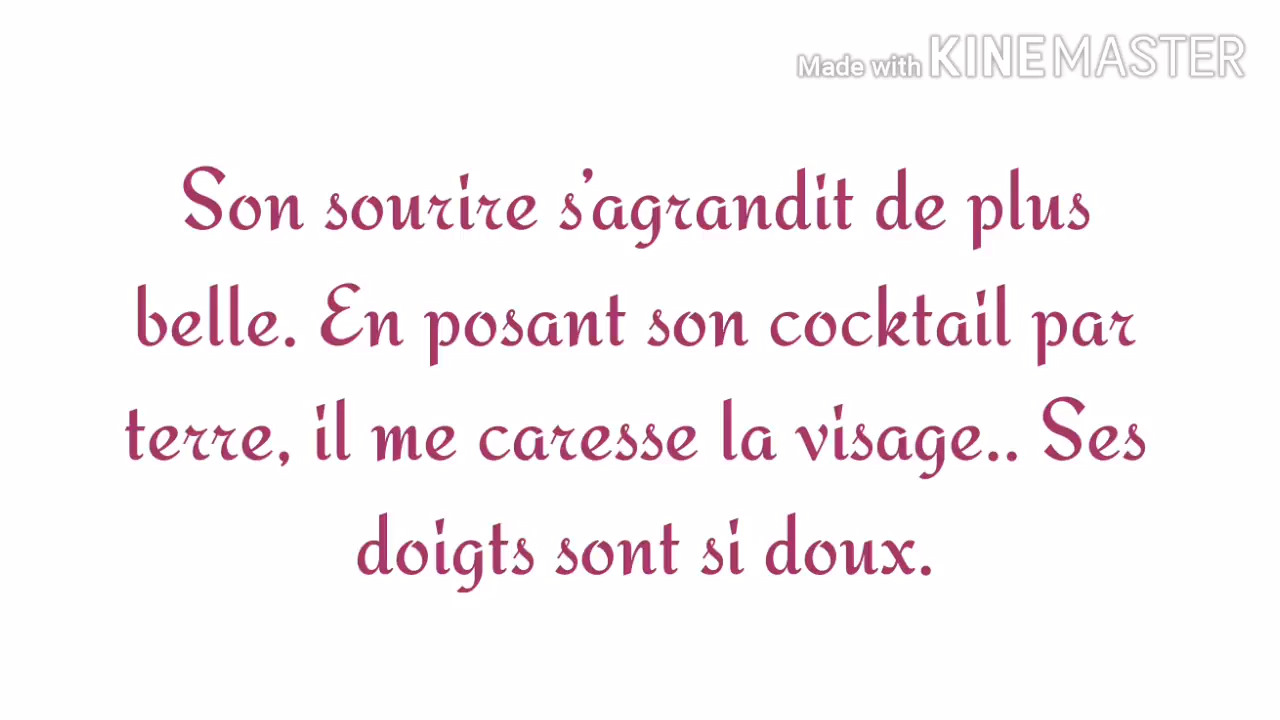 Made with KINEMASTER
Son sourire s’agrandit de plus
belle. En posant son cocktail par
terre, il me caresse la visage.. Ses
doigts sont si doux.